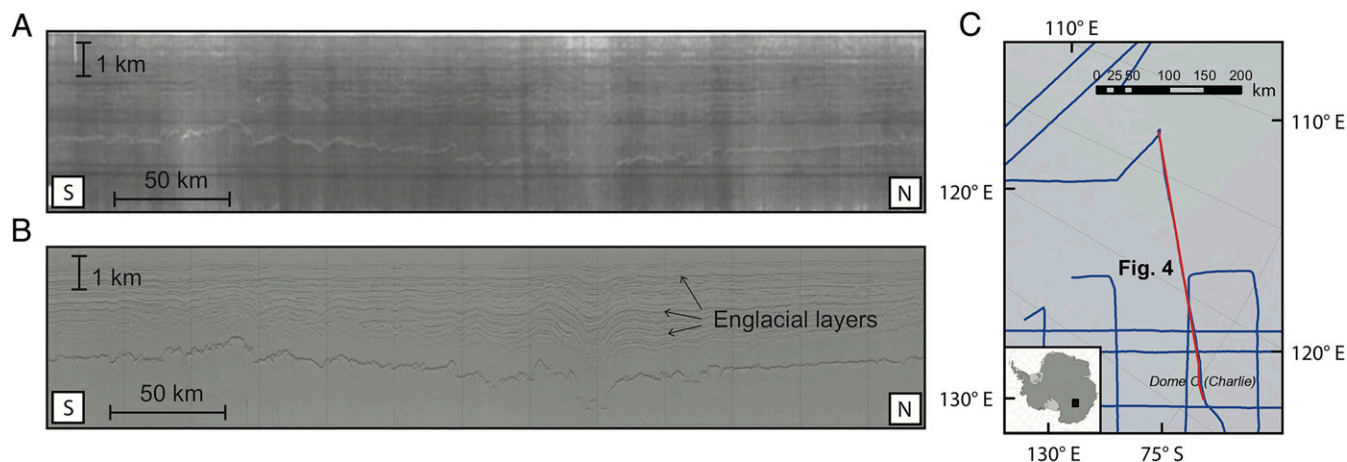 A
1 km
50 km
S
N
B
1 km
Englacial layers
50 km
S
N
C
110° E
0 25 50 100 150 200
km
110° E
120° E
Fig. 4
Dome C (Charlie)
120° E
130° E
130° E
75° S